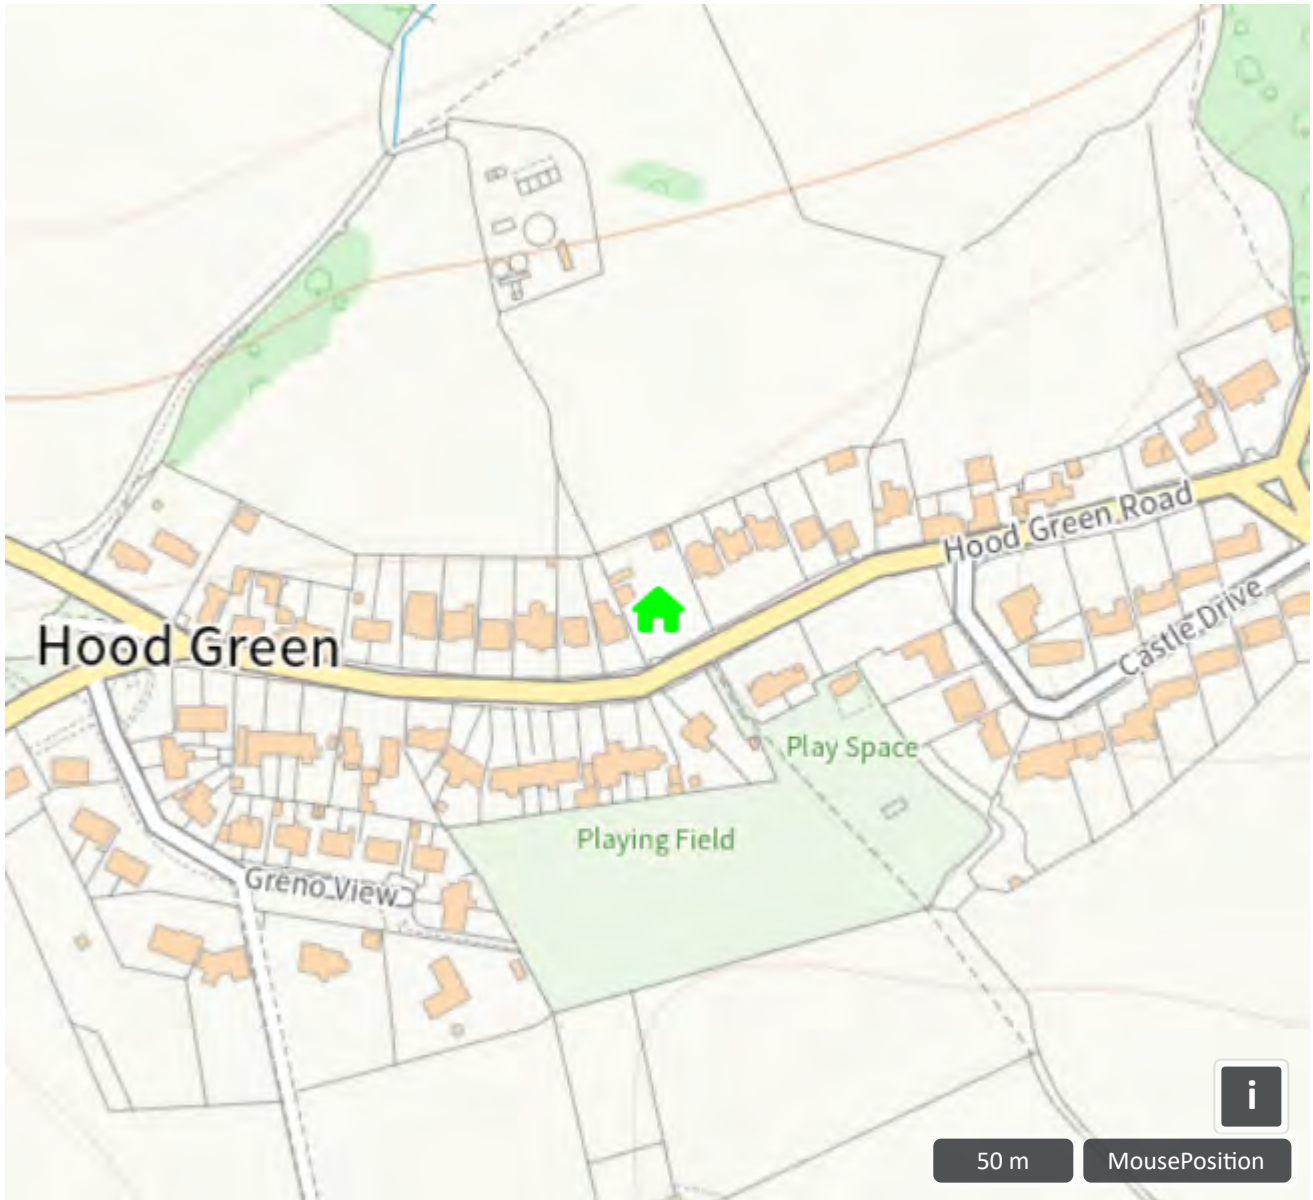 Hood Green Road
Castle Drive
Hood Green
Play Space
Playing Field
Greno View
i
50 m
MousePosition